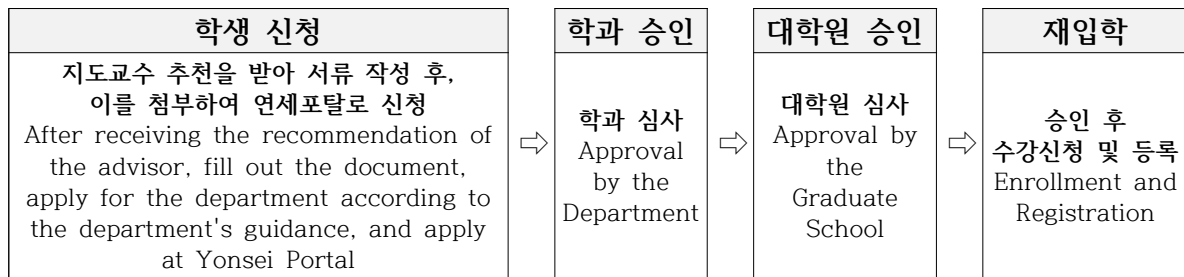 학생 신청
지도교수 추천을 받아 서류 작성 후,
이를 첨부하여 연세포탈로 신청
After receiving the recommendation of
the advisor, fill out the document,
apply for the department according to
the department's guidance, and apply
at Yonsei Portal
⇨
학과 승인
학과 심사
Approval
by the
Department
⇨
대학원 승인
대학원 심사
Approval by
the
Graduate
School
⇨
재입학
승인 후
수강신청 및 등록
Enrollment and
Registration